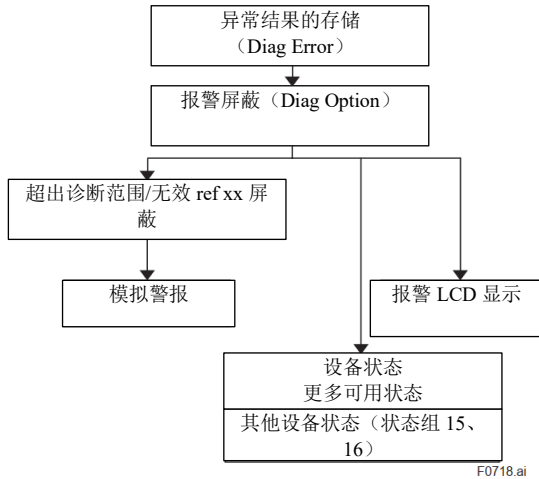 异常结果的存储
（Diag Error）
报警屏蔽（Diag Option）
超出诊断范围/无效 ref xx 屏
蔽
模拟警报
报警 LCD 显示
设备状态
更多可用状态
其他设备状态（状态组 15、
16）
F0718.ai